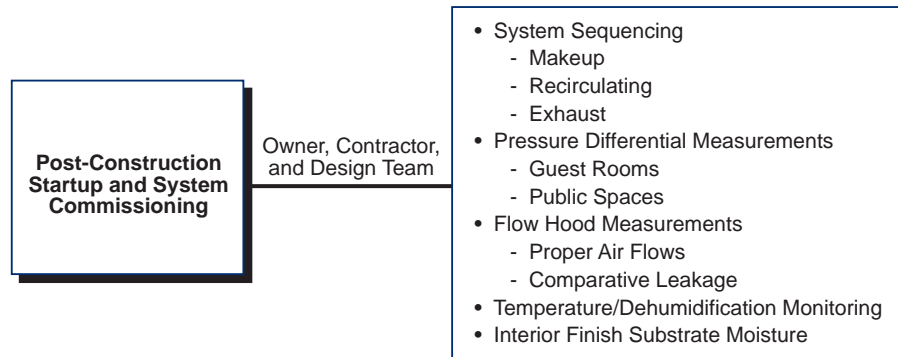 Post-Construction
Startup and System
Commissioning
Owner, Contractor,
and Design Team
• System Sequencing
- Makeup
- Recirculating
- Exhaust
• Pressure Differential Measurements
- Guest Rooms
- Public Spaces
• Flow Hood Measurements
- Proper Air Flows
- Comparative Leakage
• Temperature/Dehumidification Monitoring
• Interior Finish Substrate Moisture